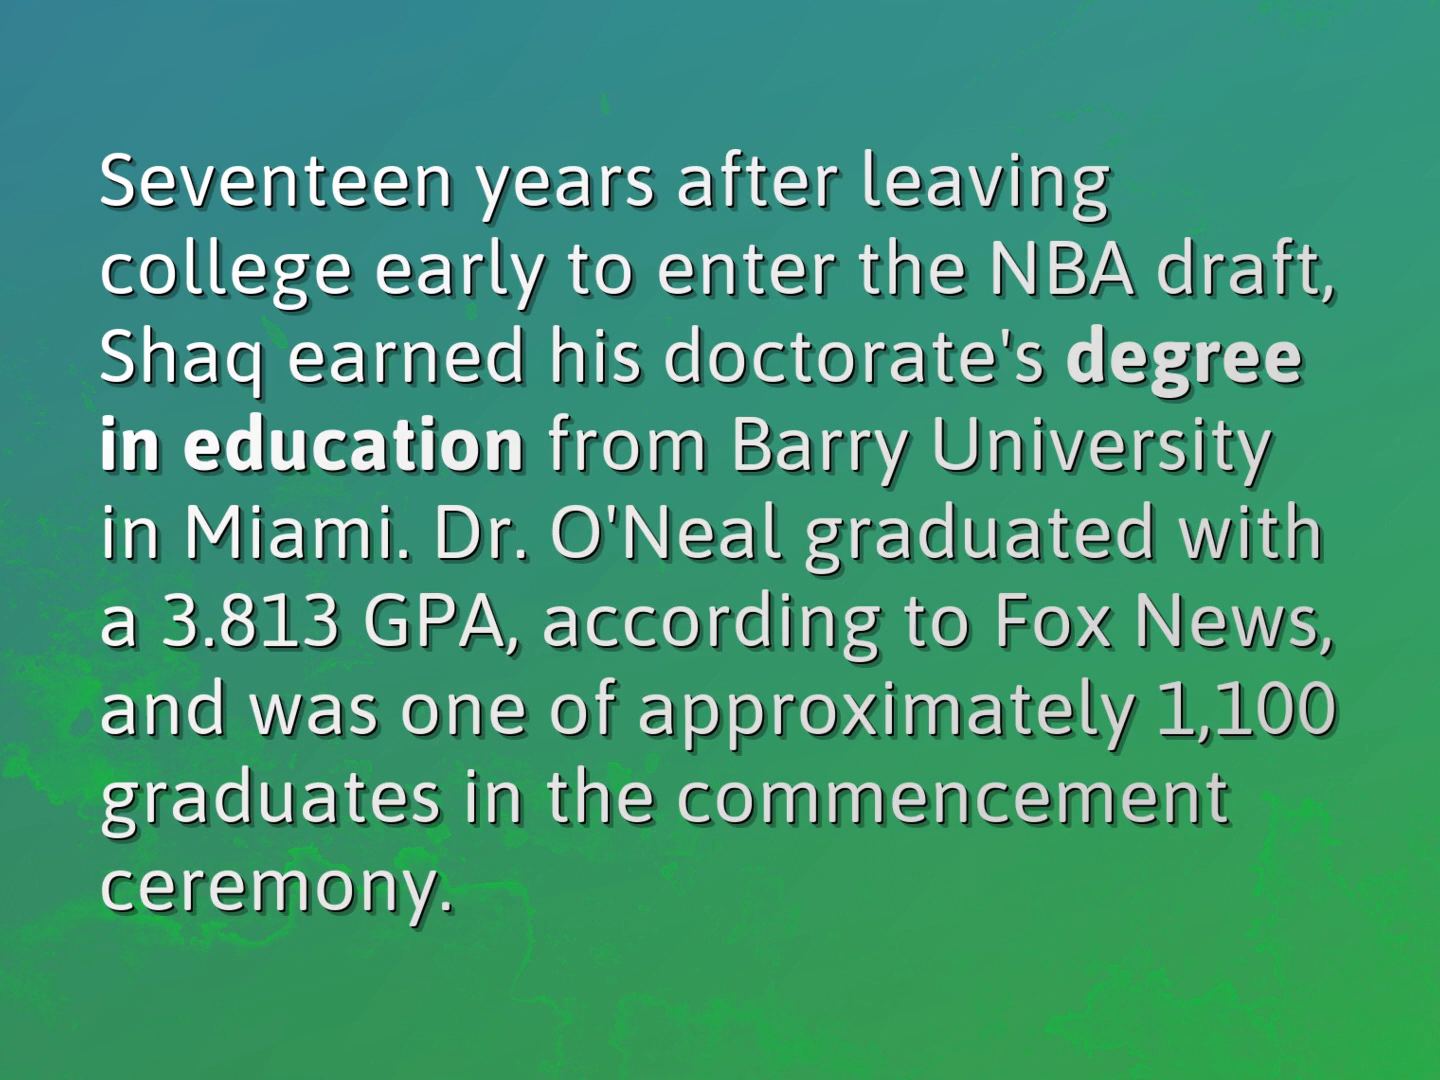 Seventeen years after leaving
college early to enter the NBA draft,
Shaq earned his doctorate's degree
in education from Barry University
in Miami. Dr. O'Neal graduated with
a 3.813 GPA, according to Fox News,
and was one of approximately 1,100
graduates in the commencement
ceremony.